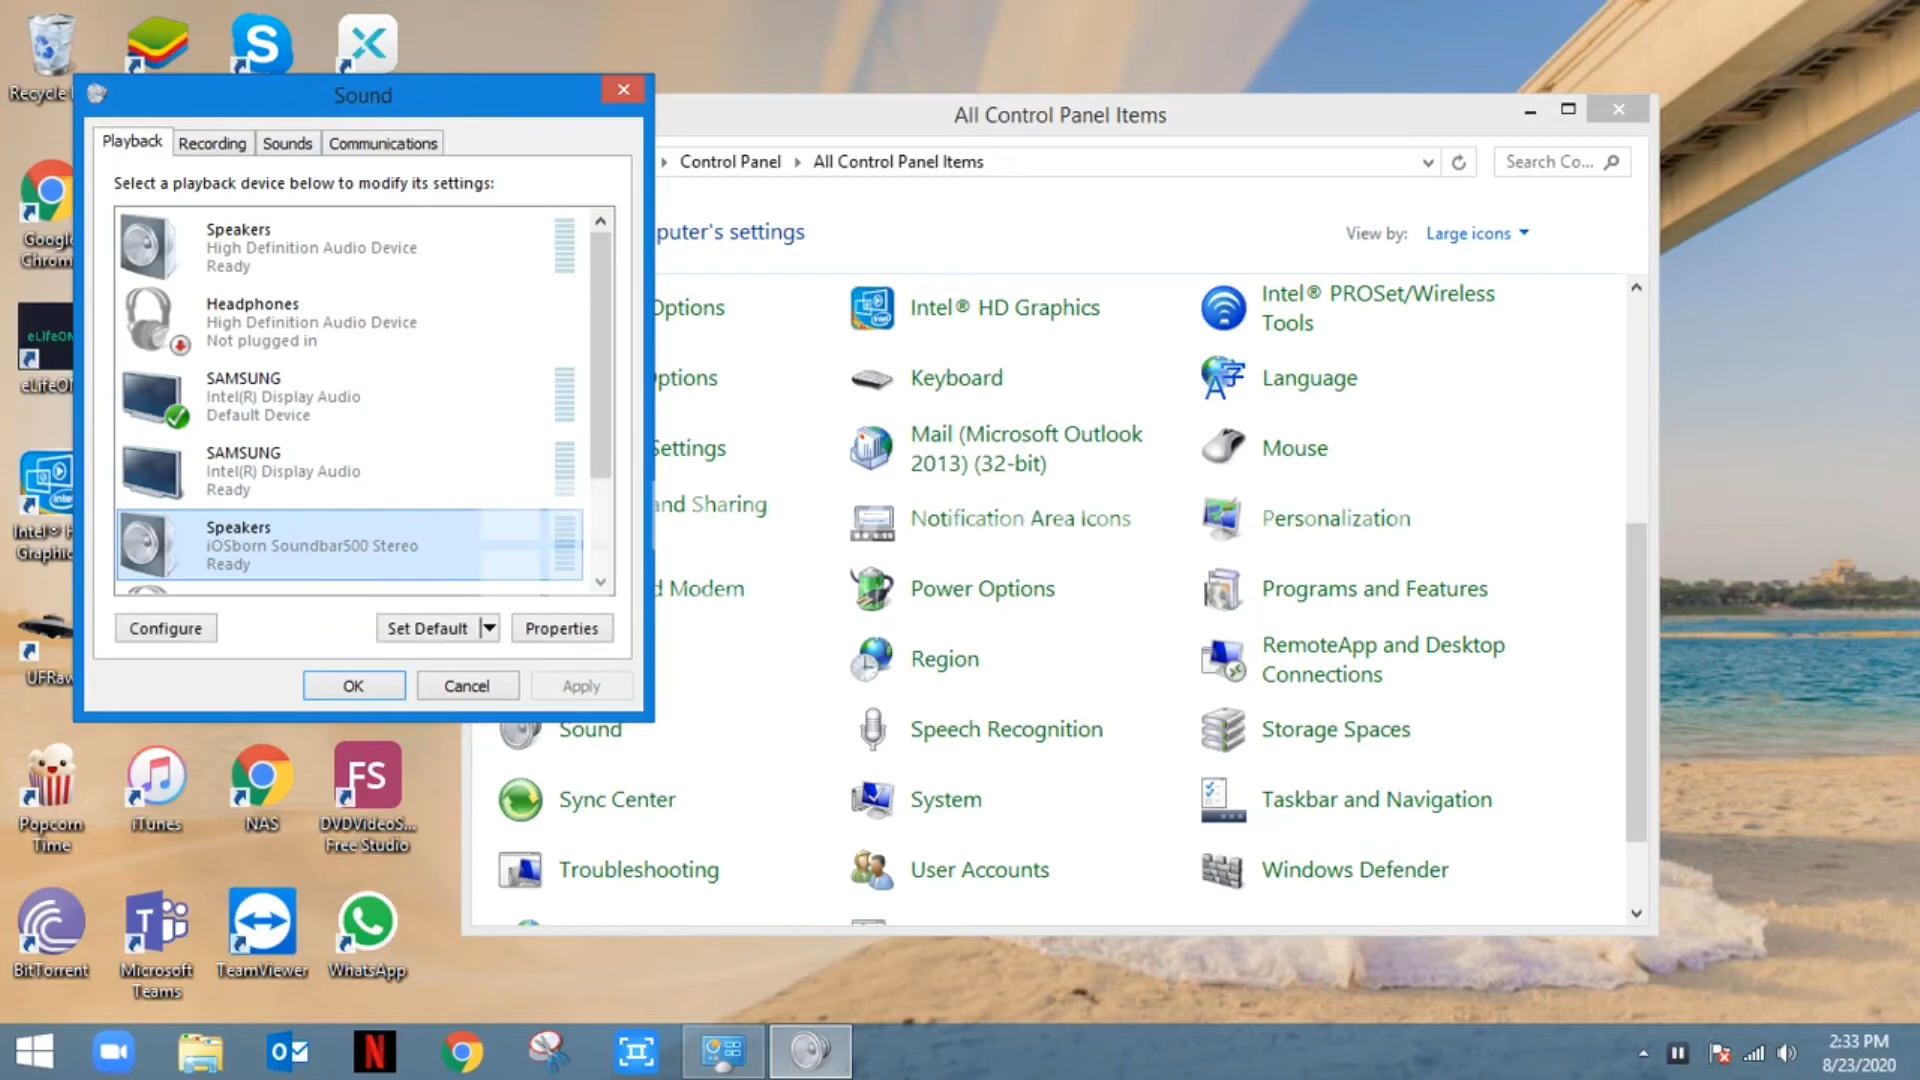 Recycle
Google
Chrom
eLifeON
eLifeO
Intel® H
Graphic
UFRaw
Popcorn
Time
iTunes
NAS
FS
DVDVideoS...
Free Studio
BitTorrent
Microsoft
Teams
TeamViewer
WhatsApp
Sound
Playback
Recording
Sounds
Communications
Select a playback device below to modify its settings:
Speakers
High Definition Audio Device
Ready
Headphones
High Definition Audio Device
Not plugged in
SAMSUNG
Intel(R) Display Audio
Default Device
SAMSUNG
Intel(R) Display Audio
Ready
Speakers
iOSborn Soundbar500 Stereo
Ready
Configure
Set Default
Properties
OK
Cancel
Apply
All Control Panel Items
Control Panel
All Control Panel Items
Search Co...
puter's settings
View by:
Large icons
Options
Intel® HD Graphics
Intel® PROSet/Wireless
Tools
ptions
Keyboard
Language
Settings
Mail (Microsoft Outlook
2013) (32-bit)
Mouse
and Sharing
Notification Area Icons
Personalization
d Modem
Power Options
Programs and Features
Region
RemoteApp and Desktop
Connections
Sound
Speech Recognition
Storage Spaces
Sync Center
System
Taskbar and Navigation
Troubleshooting
User Accounts
Windows Defender
2:33 PM
8/23/2020